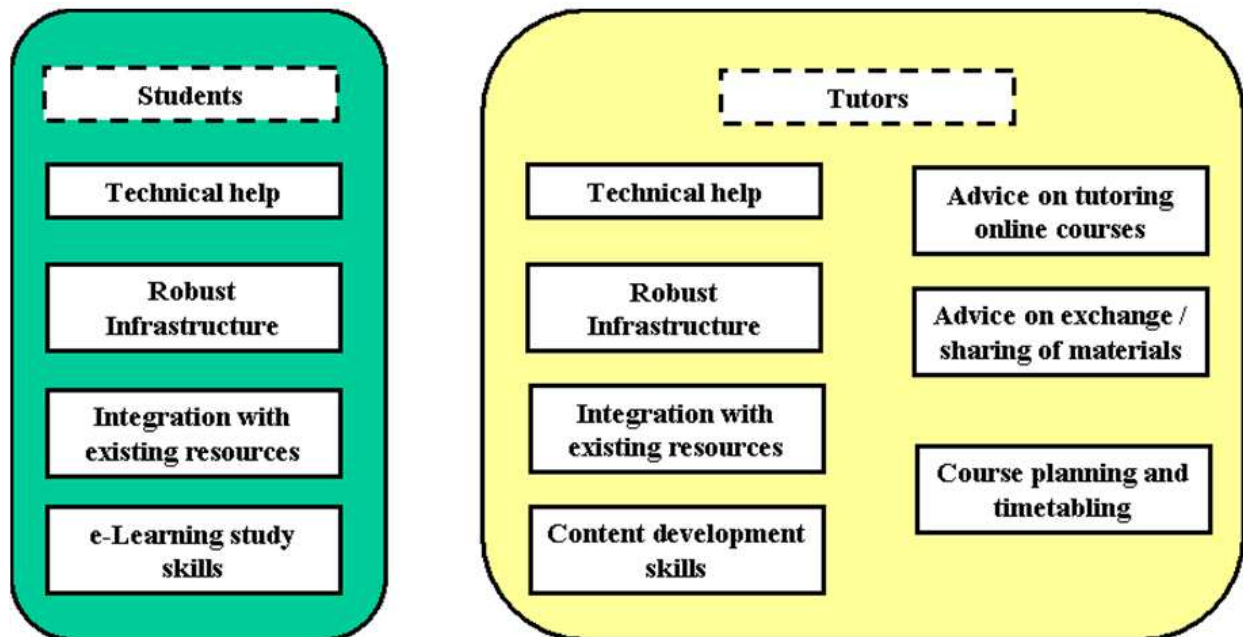 Students
Technical help
Robust
Infrastructure
Integration with
existing resources
e-Learning study
skills
Tutors
Technical help
Robust
Infrastructure
Integration with
existing resources
Content development
skills
Advice on tutoring
online courses
Advice on exchange /
sharing of materials
Course planning and
timetabling